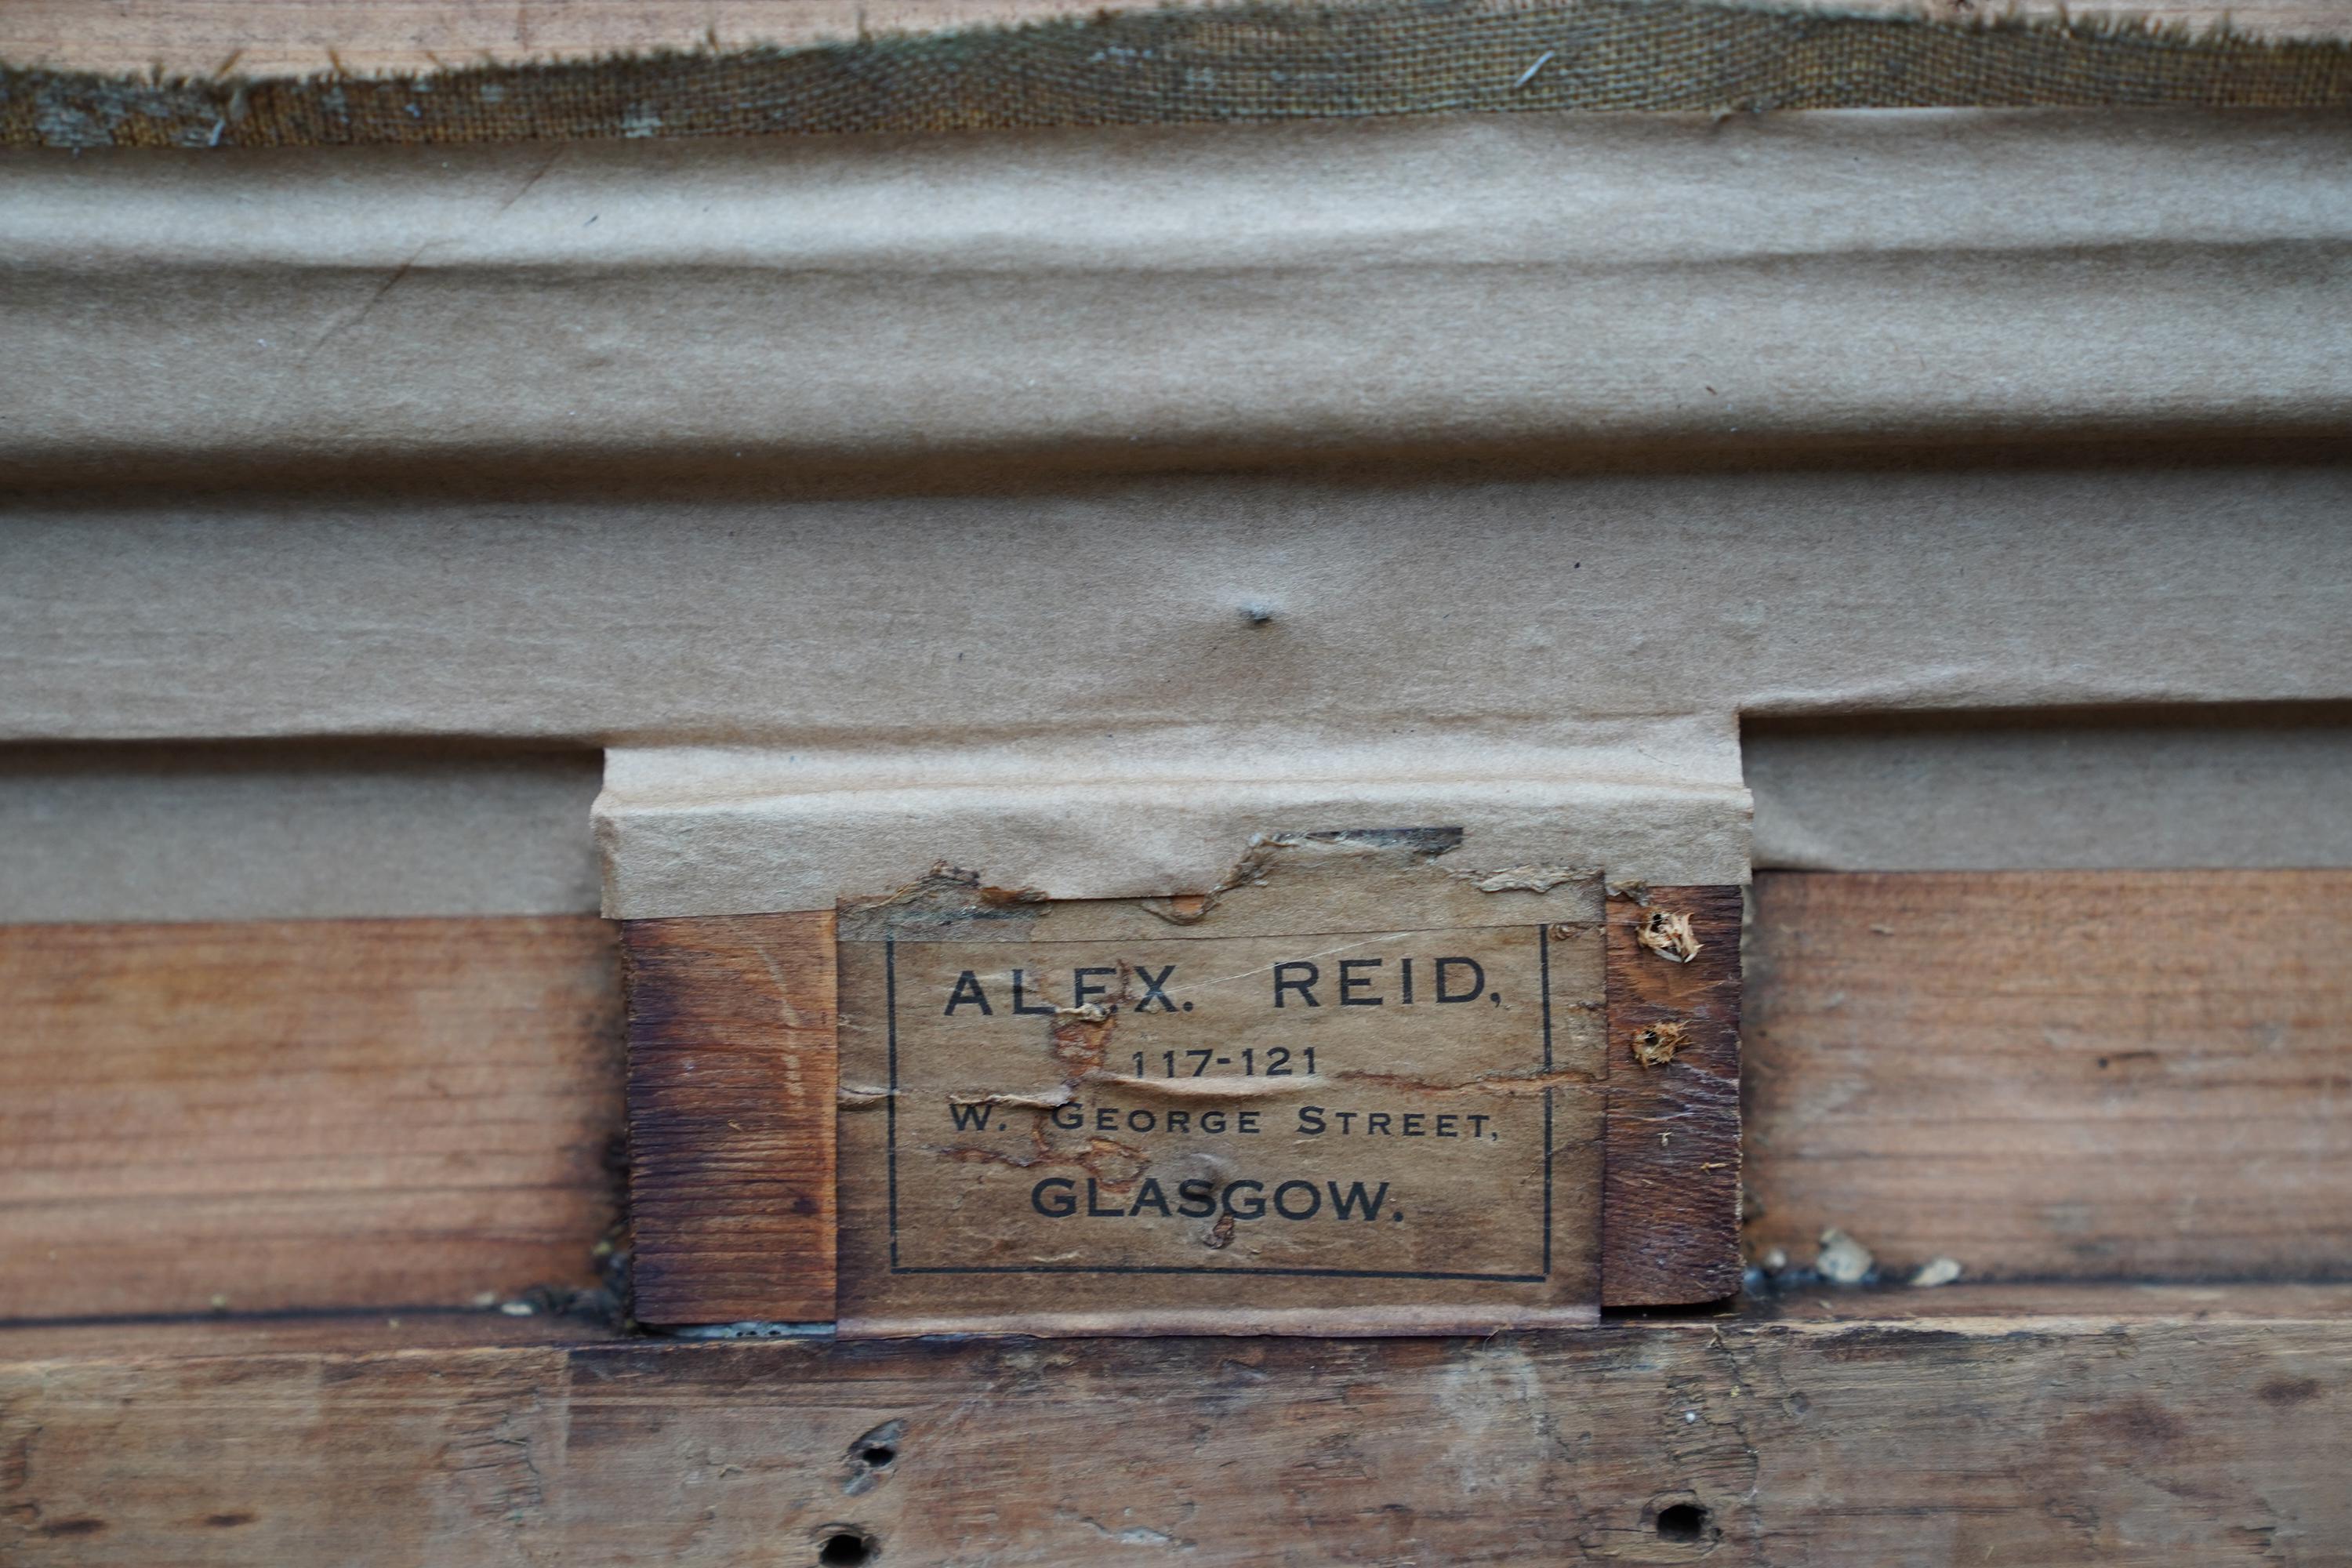 ALEX. REID,
117-121
W. GEORGE STREET,
GLASGOW.